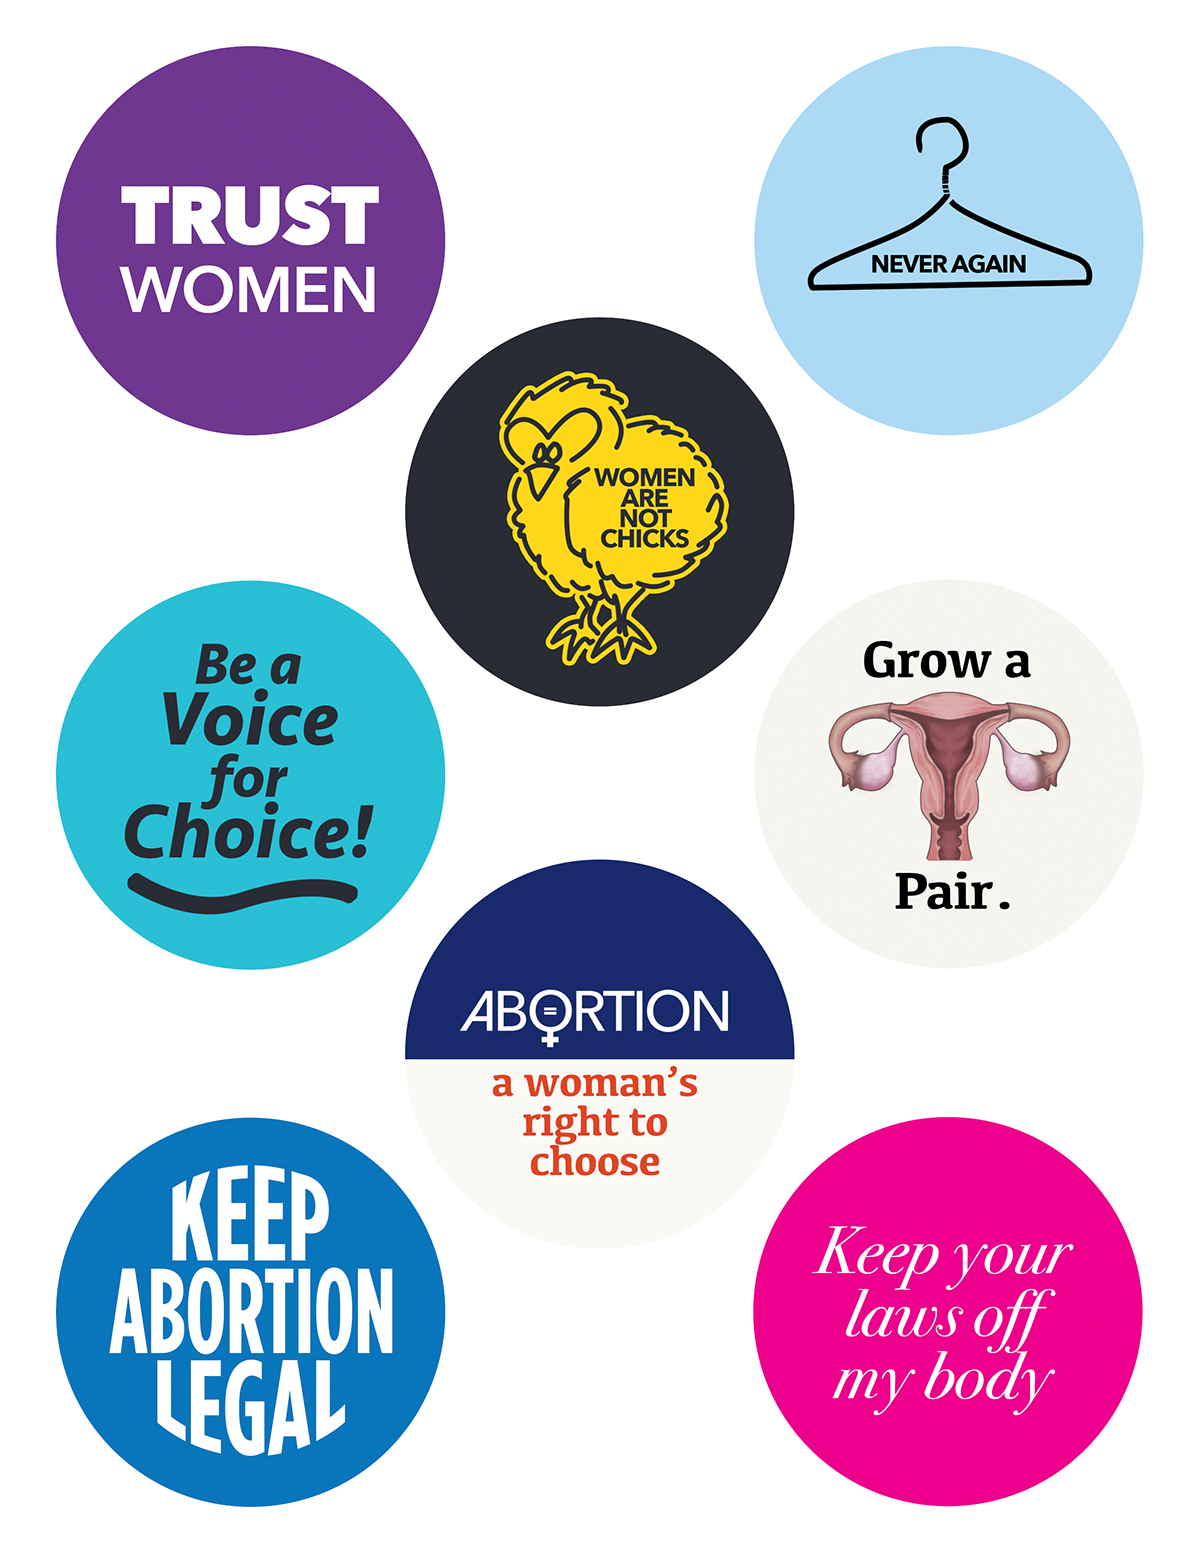 TRUST
WOMEN
NEVER AGAIN
WOMEN
ARE
NOT
CHICKS
Be a
Voice
for
Choice!
Grow a
Pair.
ABORTION
=
a woman’s
right to
choose
KEEP
ABORTION
LEGAL
Keep your
laws off
my body